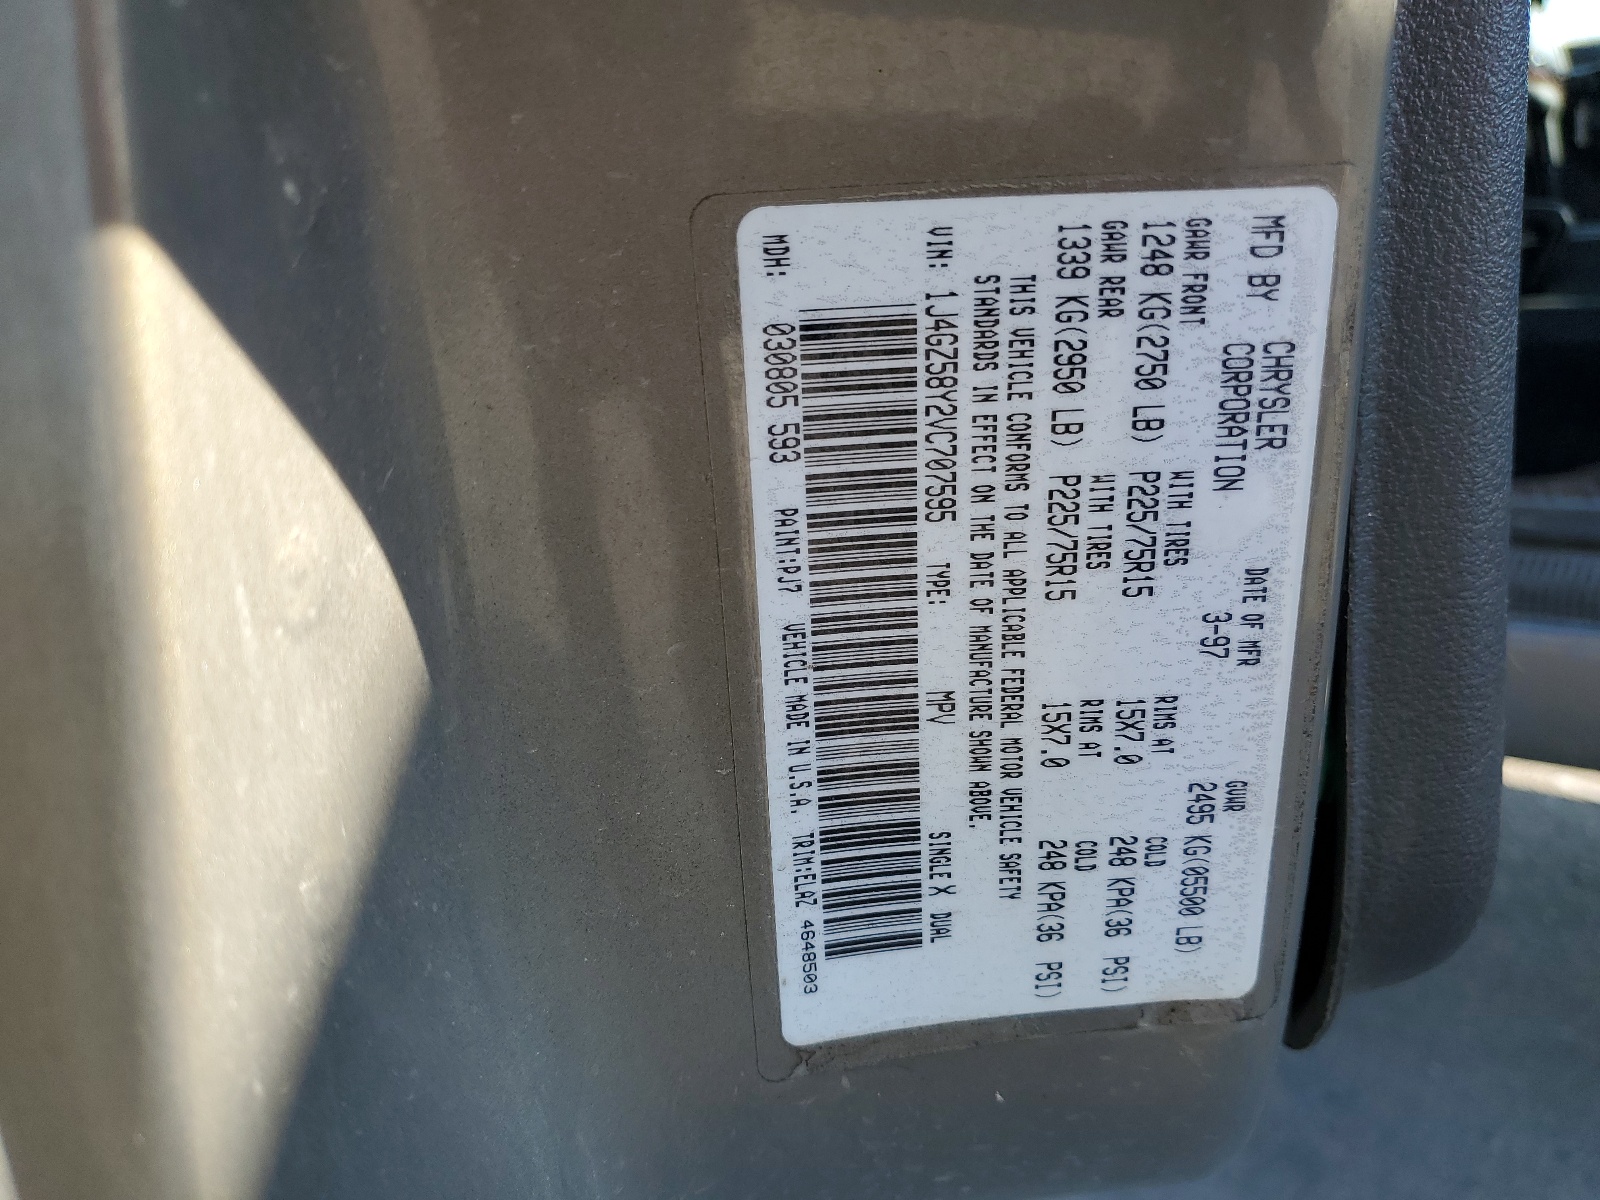 MFD BY CHRYSLER CORPORATION DATE OF MFR 3-97 GVWR 2495 KG(05500 LB)
GAWR FRONT WITH TIRES RIMS AT COLD
1248 KG(2750 LB) P225/75R15 15X7.0 248 KPA(36 PSI)
GAWR REAR WITH TIRES RIMS AT COLD
1339 KG(2950 LB) P225/75R15 15X7.0 248 KPA(36 PSI)
THIS VEHICLE CONFORMS TO ALL APPLICABLE FEDERAL MOTOR VEHICLE SAFETY
STANDARDS IN EFFECT ON THE DATE OF MANUFACTURE SHOWN ABOVE.
VIN: 1J4GZ58Y2VC707595 TYPE: MPV SINGLE X DUAL
MDH: 030805 593 PAINT:PJ7 VEHICLE MADE IN U.S.A. TRIM:ELAZ 4648503